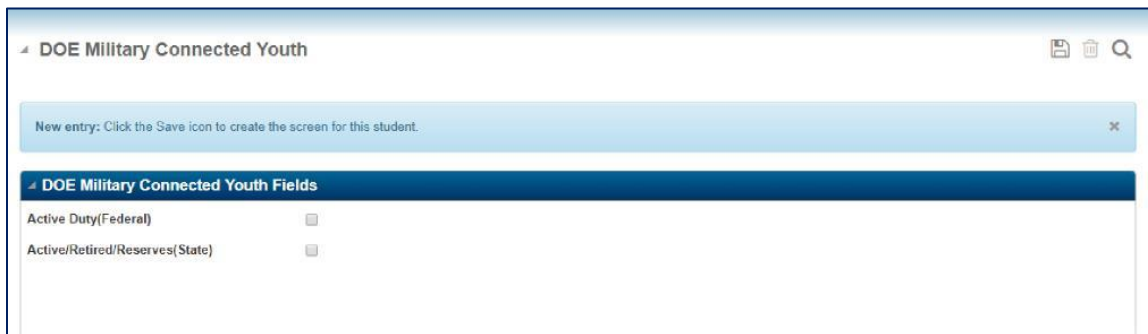 DOE Military Connected Youth
New entry: Click the Save icon to create the screen for this student.
DOE Military Connected Youth Fields
Active Duty(Federal)
Active/Retired/Reserves(State)